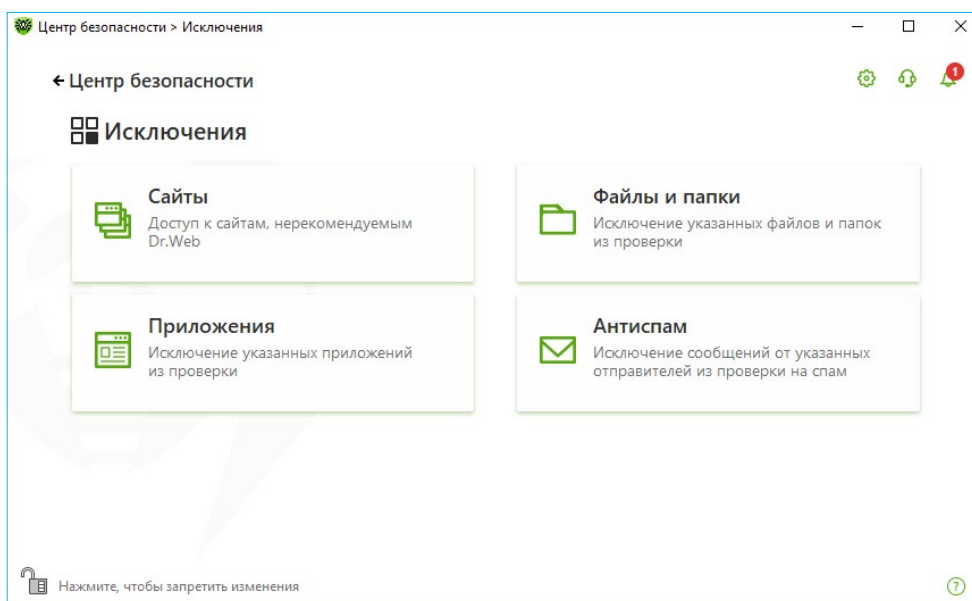 Центр безопасности > Исключения
Центр безопасности
1
Исключения
Сайты
Доступ к сайтам, нерекомендуемым
Dr.Web
Файлы и папки
Исключение указанных файлов и папок
из проверки
Приложения
Исключение указанных приложений
из проверки
Антиспам
Исключение сообщений от указанных
отправителей из проверки на спам
Нажмите, чтобы запретить изменения
?